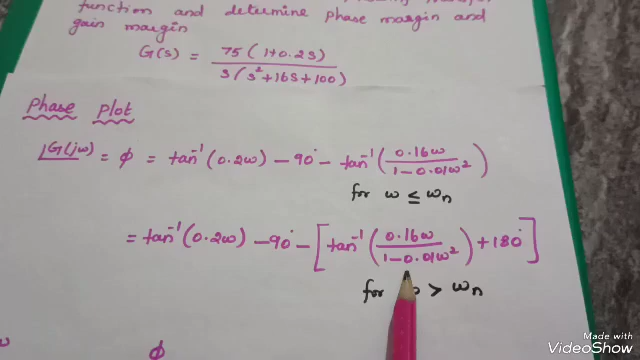 function and determine phase margin and
gain margin
G(s) = 75(1+0.2s) / s(s²+16s+100)
Phase Plot
∠G(jω) = φ = tan⁻¹(0.2ω) − 90° − tan⁻¹(0.16ω / 1−0.01ω²)
for ω ≤ ωn
= tan⁻¹(0.2ω) − 90° − [tan⁻¹(0.16ω / 1−0.01ω²) + 180°]
for > ωn
φ
Made with
VideoShow